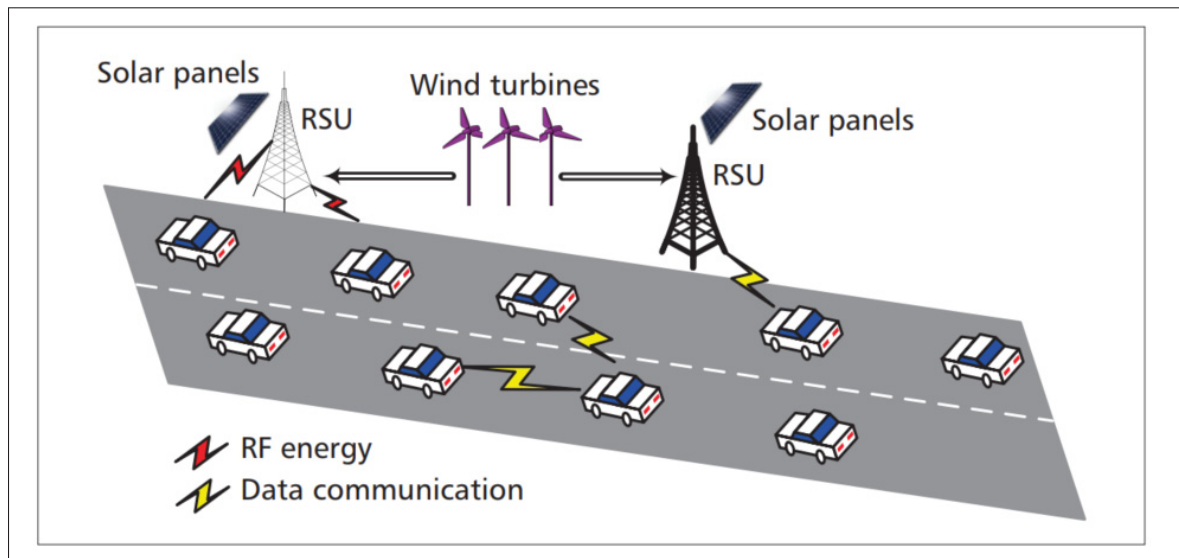 Solar panels
RSU
Wind turbines
Solar panels
RSU
RF energy
Data communication